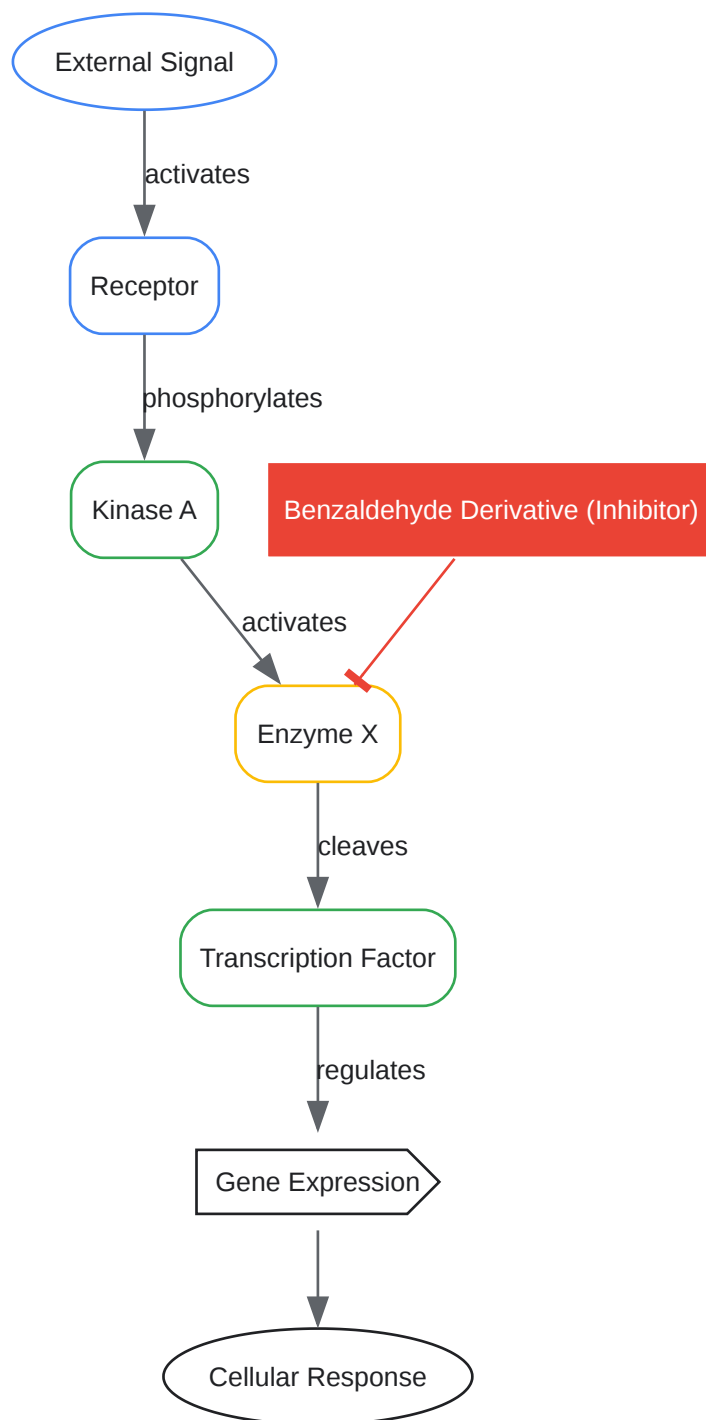 External Signal
activates
Receptor
phosphorylates
Kinase A
Benzaldehyde Derivative (Inhibitor)
activates
Enzyme X
cleaves
Transcription Factor
regulates
Gene Expression
Cellular Response